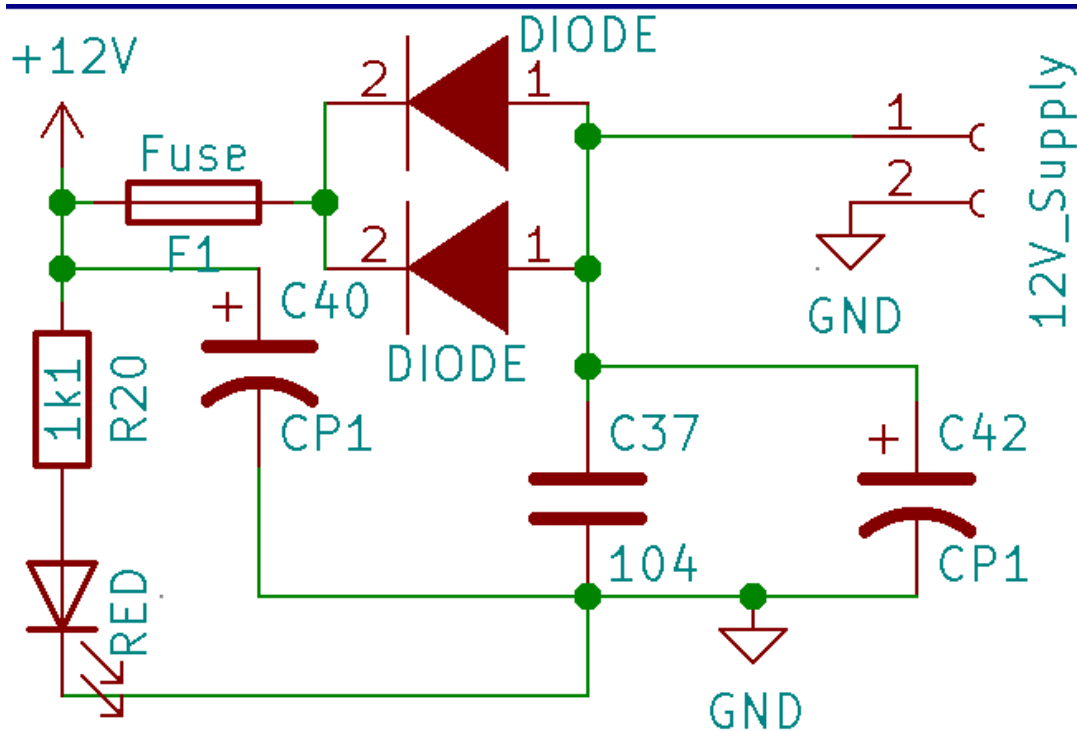 DIODE
+12V
2
1
1
12V_Supply
Fuse
2
F1
2
1
C40
+
GND
DIODE
1k1
R20
CP1
C37
+
C42
104
CP1
RED
GND